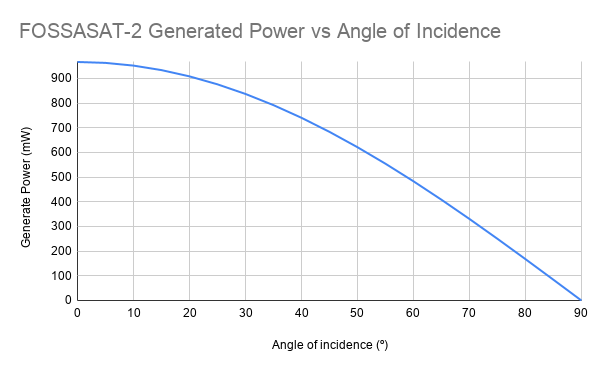 FOSSASAT-2 Generated Power vs Angle of Incidence
Generate Power (mW)
900
800
700
600
500
400
300
200
100
0
0 10 20 30 40 50 60 70 80 90
Angle of incidence (º)